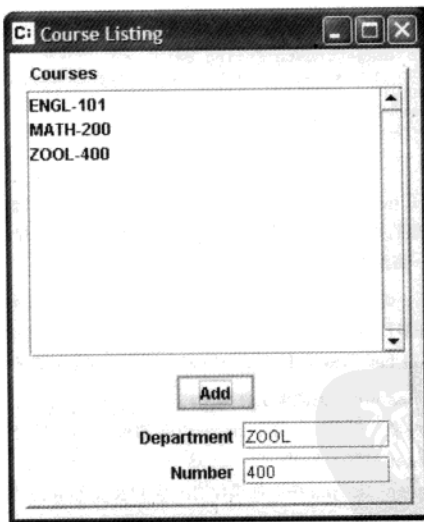 Course Listing
Courses
ENGL-101
MATH-200
ZOOL-400
Add
Department ZOOL
Number 400